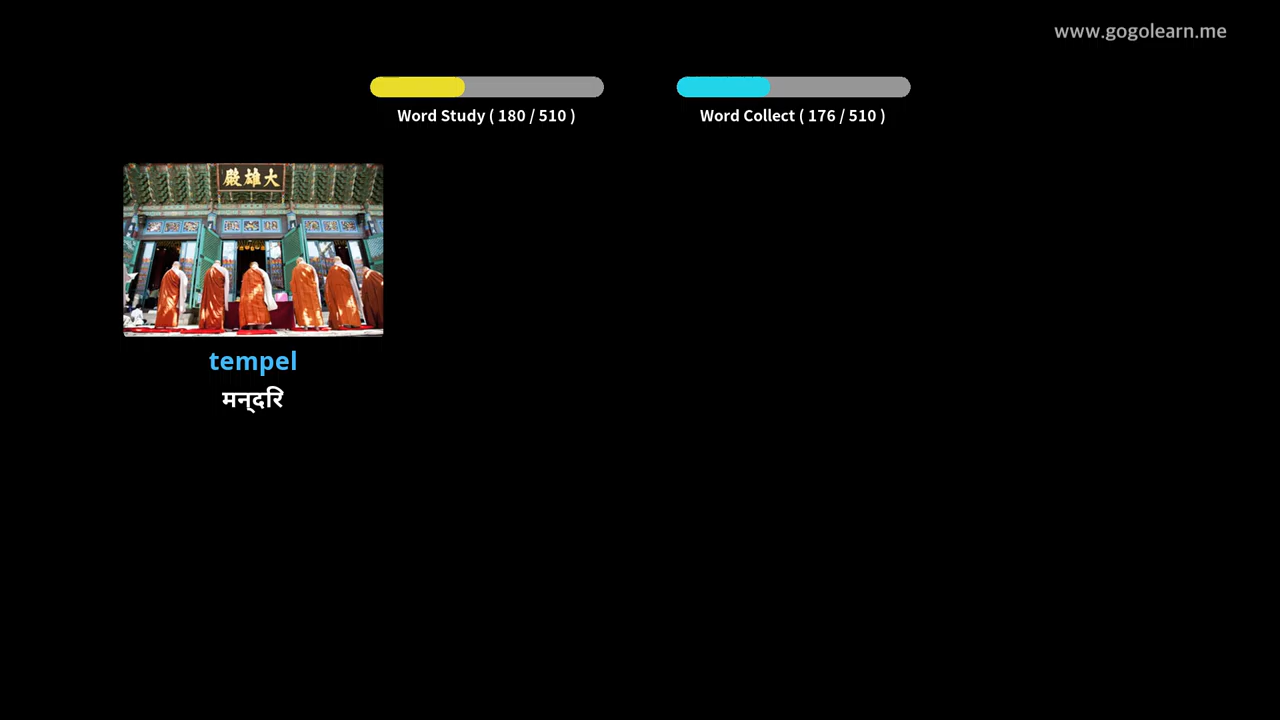 www.gogolearn.me
Word Study ( 180 / 510 )
Word Collect ( 176 / 510 )
大雄殿
tempel
मन्‌दरि